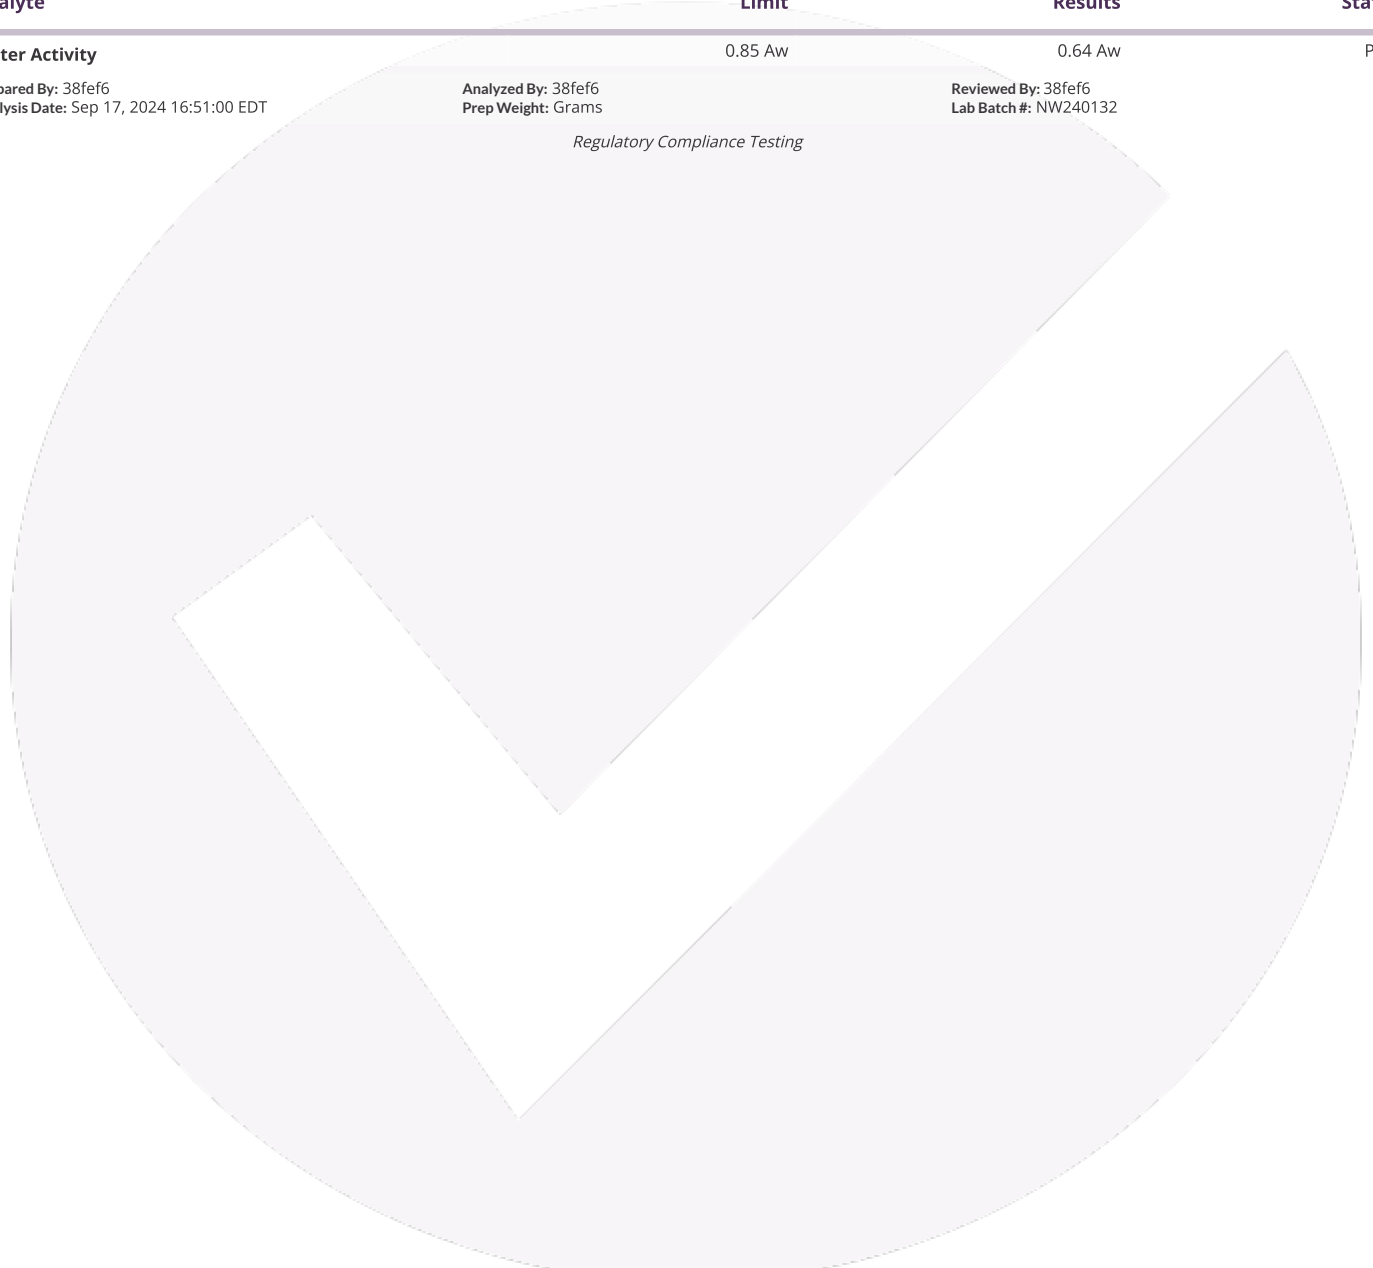 alyte Limit Results Sta
ter Activity 0.85 Aw 0.64 Aw P
pared By: 38fef6 Analyzed By: 38fef6 Reviewed By: 38fef6
lysis Date: Sep 17, 2024 16:51:00 EDT Prep Weight: Grams Lab Batch #: NW240132
Regulatory Compliance Testing